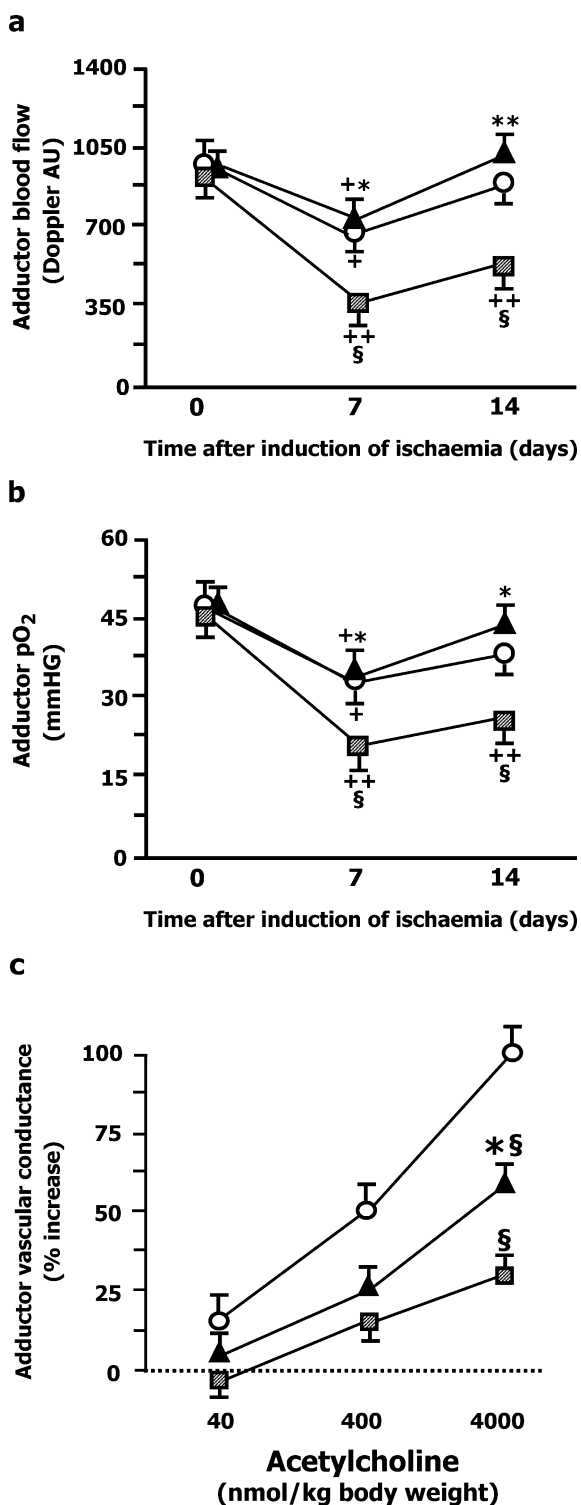 a
Adductor blood flow
(Doppler AU)
1400
1050
700
350
0
+*
+
++
§
**
++
§
0 7 14
Time after induction of ischaemia (days)
b
Adductor pO2
(mmHG)
60
45
30
15
0
+*
+
++
§
*
++
§
0 7 14
Time after induction of ischaemia (days)
c
Adductor vascular conductance
(% increase)
100
75
50
25
0
*§
§
40 400 4000
Acetylcholine
(nmol/kg body weight)